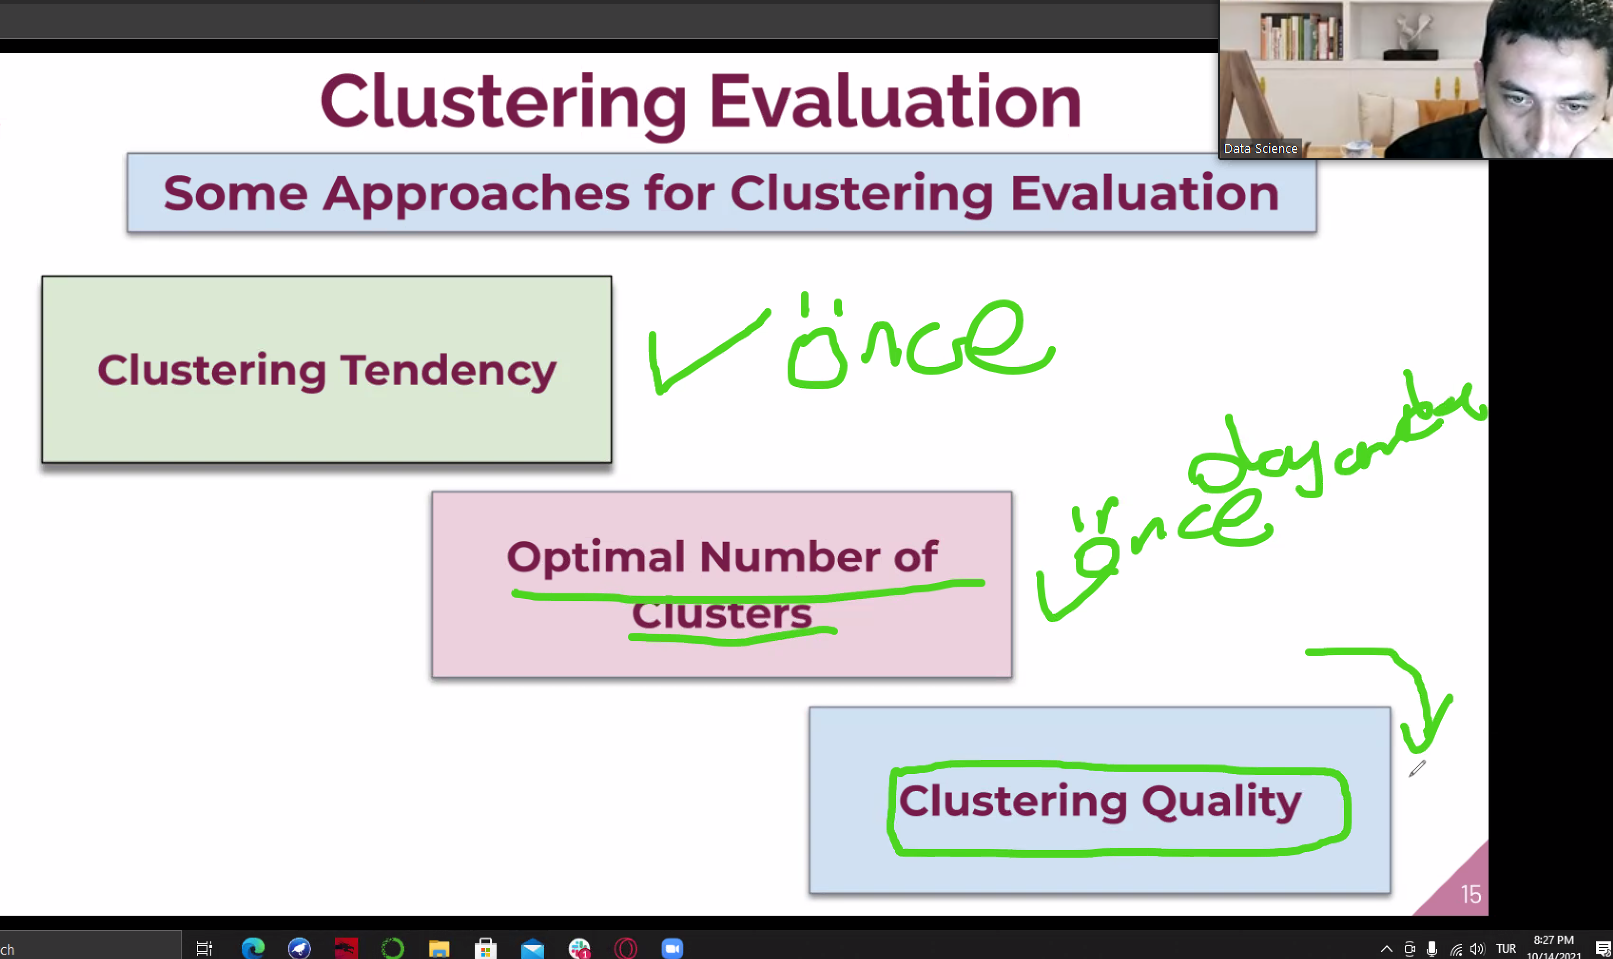 Clustering Evaluation
Data Science
Some Approaches for Clustering Evaluation
Clustering Tendency
önce
önce
Optimal Number of
Clusters
Clustering Quality
15
ch
8:27 PM
TUR
10/14/2021